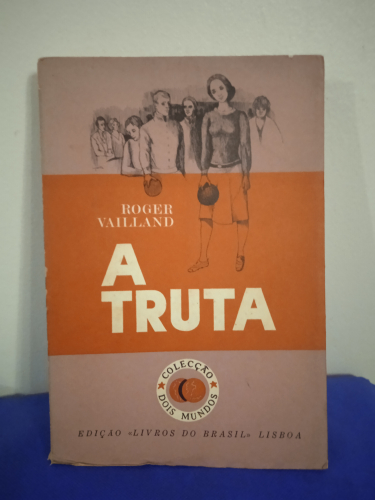 ROGER
VAILLAND
A
TRUTA
COLECÇÃO
DOIS MUNDOS
EDIÇÃO «LIVROS DO BRASIL» LISBOA